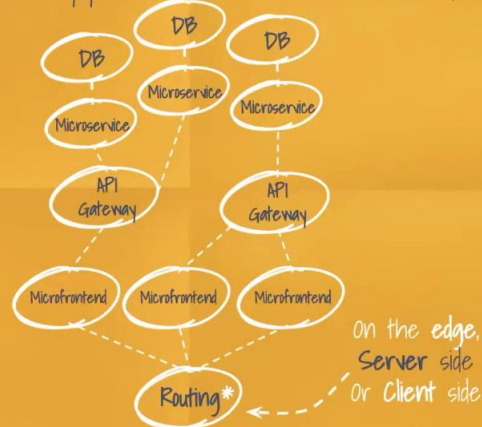 DB
DB
DB
Microservice
Microservice
Microservice
API
Gateway
API
Gateway
Microfrontend
Microfrontend
Microfrontend
Routing*
On the edge,
Server side
Or Client side